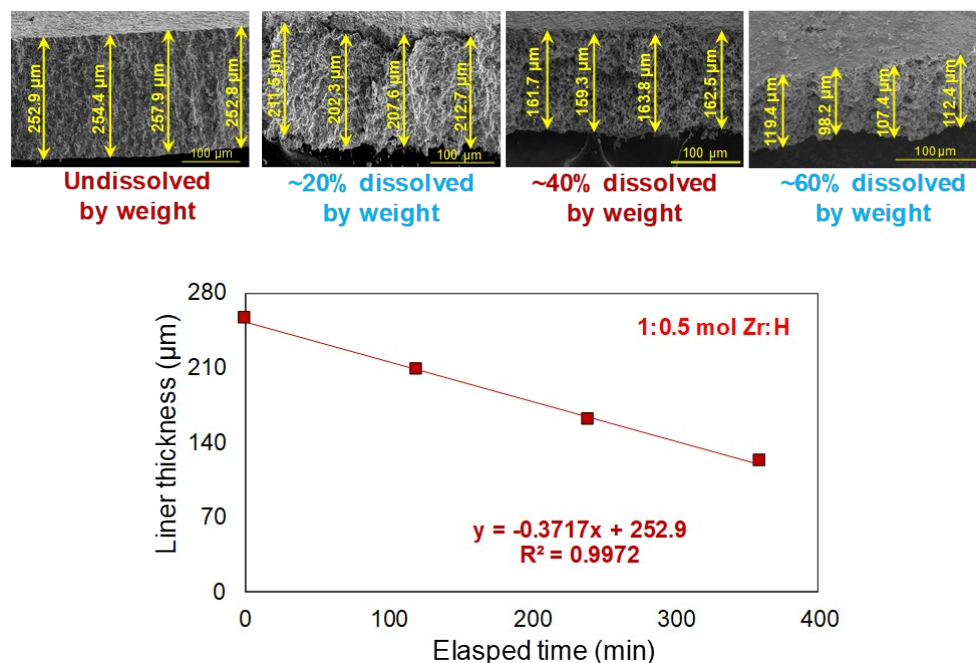 252.9 µm
254.4 µm
257.9 µm
252.8 µm
100 µm
211.5 µm
202.3 µm
207.6 µm
212.7 µm
100 µm
161.7 µm
159.3 µm
163.8 µm
162.5 µm
100 µm
119.4 µm
98.2 µm
107.4 µm
112.4 µm
100 µm
Undissolved
by weight
~20% dissolved
by weight
~40% dissolved
by weight
~60% dissolved
by weight
280
210
140
70
0
Liner thickness (µm)
1:0.5 mol Zr:H
y = -0.3717x + 252.9
R² = 0.9972
0
100
200
300
400
Elasped time (min)